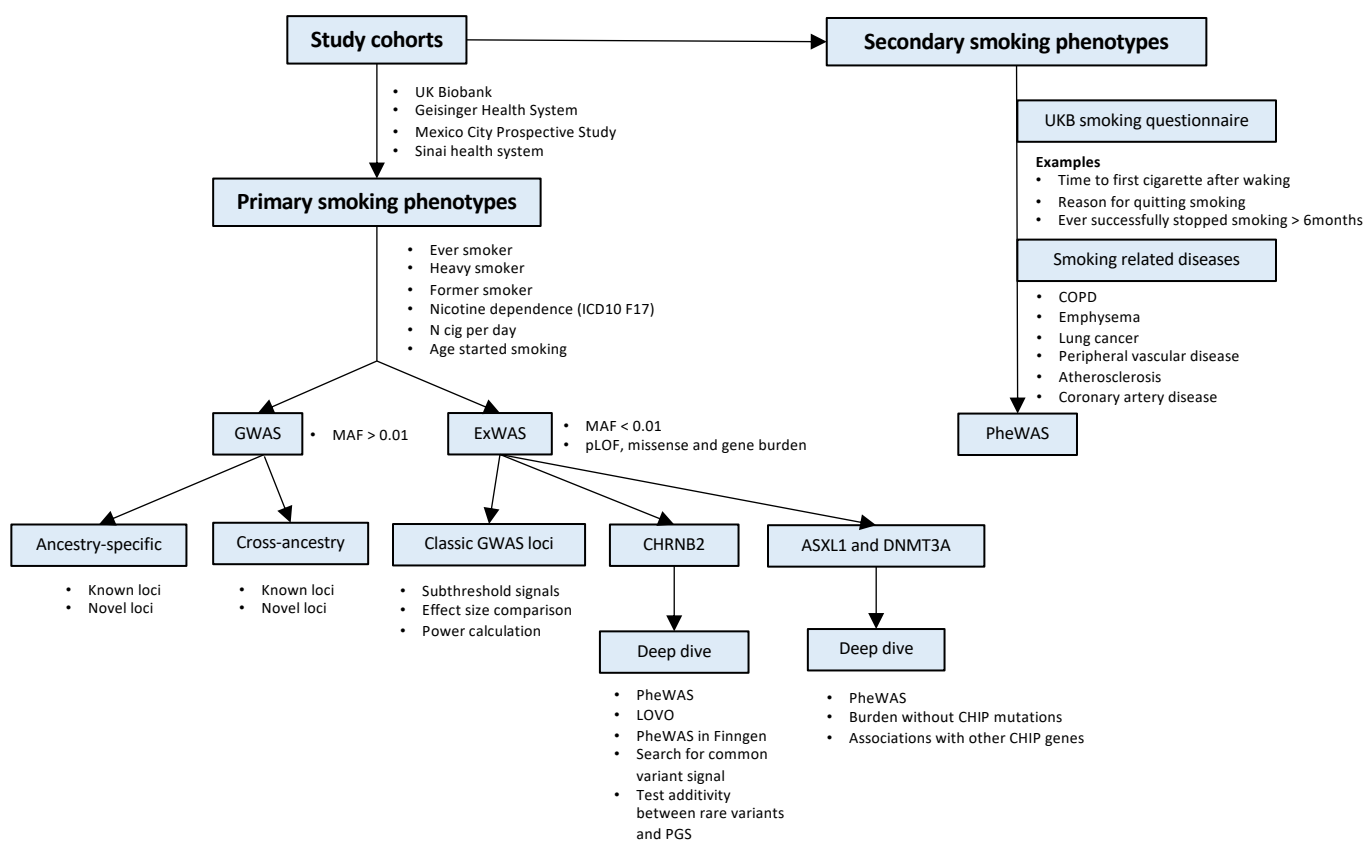 Study cohorts
Secondary smoking phenotypes
• UK Biobank
• Geisinger Health System
• Mexico City Prospective Study
• Sinai health system
UKB smoking questionnaire
Examples
• Time to first cigarette after waking
• Reason for quitting smoking
• Ever successfully stopped smoking > 6months
Primary smoking phenotypes
• Ever smoker
• Heavy smoker
• Former smoker
• Nicotine dependence (ICD10 F17)
• N cig per day
• Age started smoking
Smoking related diseases
• COPD
• Emphysema
• Lung cancer
• Peripheral vascular disease
• Atherosclerosis
• Coronary artery disease
GWAS
• MAF > 0.01
ExWAS
• MAF < 0.01
• pLOF, missense and gene burden
PheWAS
Ancestry-specific
• Known loci
• Novel loci
Cross-ancestry
• Known loci
• Novel loci
Classic GWAS loci
• Subthreshold signals
• Effect size comparison
• Power calculation
CHRNB2
Deep dive
• PheWAS
• LOVO
• PheWAS in Finngen
• Search for common
variant signal
• Test additivity
between rare variants
and PGS
ASXL1 and DNMT3A
Deep dive
• PheWAS
• Burden without CHIP mutations
• Associations with other CHIP genes